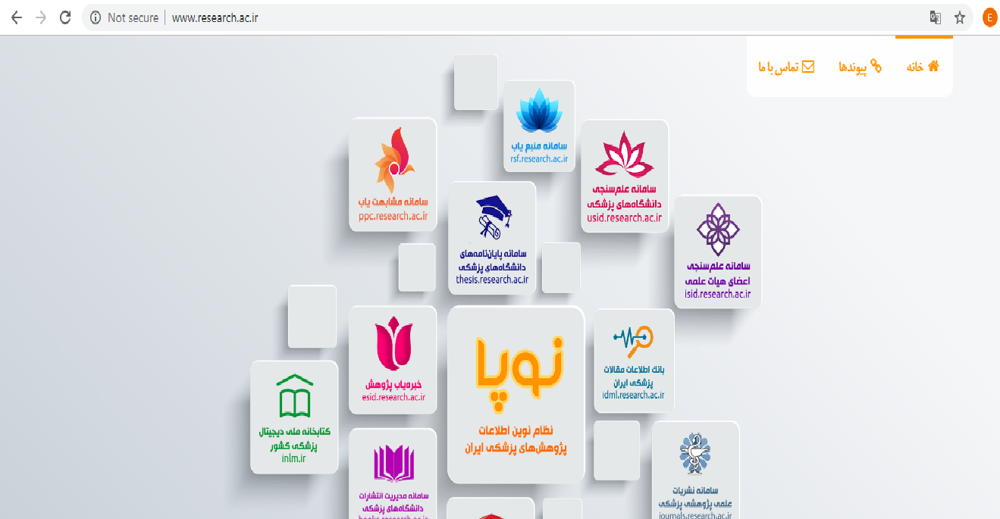 Not secure | www.research.ac.ir
E
خانه
پیوندها
تماس با ما
سامانه منبع یاب
rsf.research.ac.ir
سامانه مشابهت یاب
ppc.research.ac.ir
سامانه علم‌سنجی
دانشگاه‌های پزشکی
usid.research.ac.ir
سامانه پایان‌نامه‌های
دانشگاه‌های پزشکی
thesis.research.ac.ir
سامانه علم‌سنجی
اعضای هیات علمی
isid.research.ac.ir
خبره‌یاب پژوهش
esid.research.ac.ir
نوپا
نظام نوین اطلاعات
پژوهش‌های پزشکی ایران
بانک اطلاعات مقالات
پزشکی ایران
idml.research.ac.ir
کتابخانه ملی دیجیتال
پزشکی کشور
inlm.ir
سامانه مدیریت انتشارات
دانشگاه‌های پزشکی
books.research.ac.ir
سامانه نشریات
علمی پژوهشی پزشکی
journals.research.ac.ir